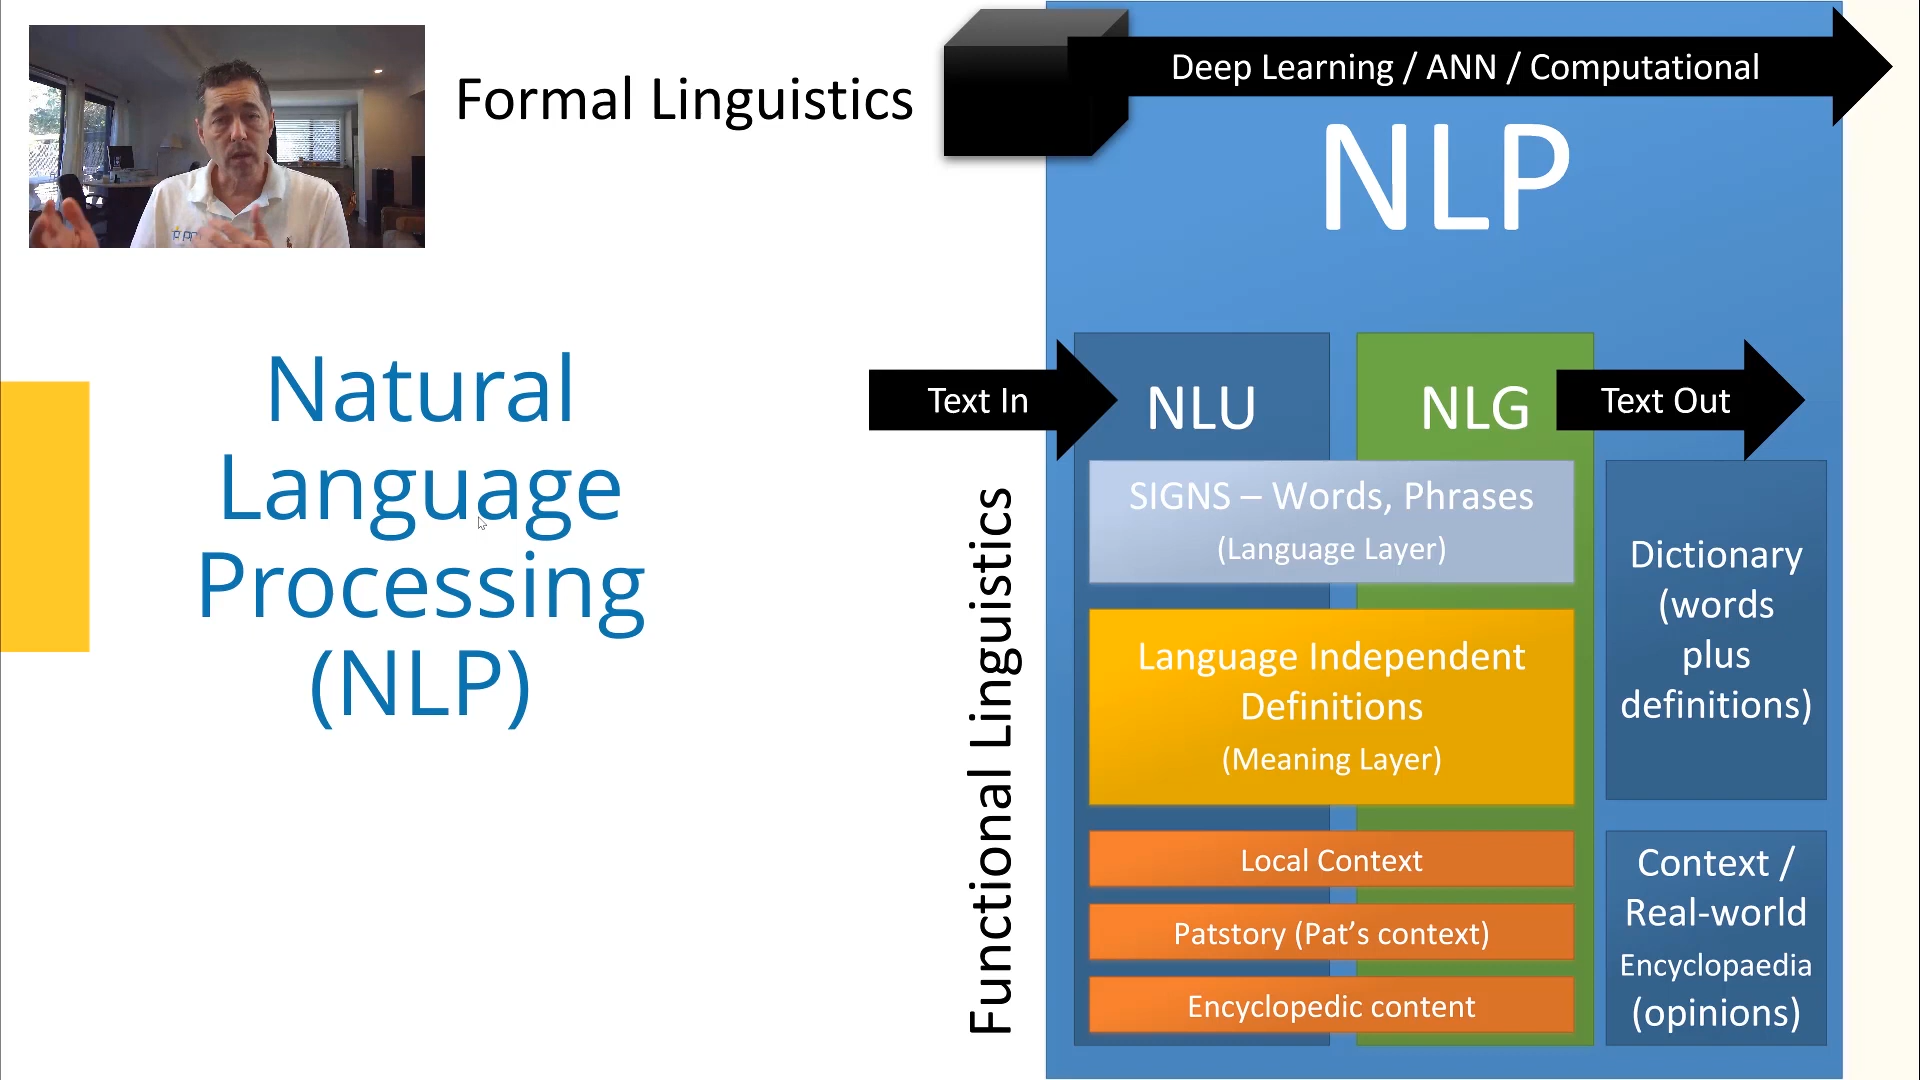 Formal Linguistics
Deep Learning / ANN / Computational
NLP
Natural
Language
Processing
(NLP)
Text In
NLU
NLG
Text Out
Functional Linguistics
SIGNS – Words, Phrases
(Language Layer)
Language Independent
Definitions
(Meaning Layer)
Local Context
Patstory (Pat’s context)
Encyclopedic content
Dictionary
(words
plus
definitions)
Context /
Real-world
Encyclopaedia
(opinions)